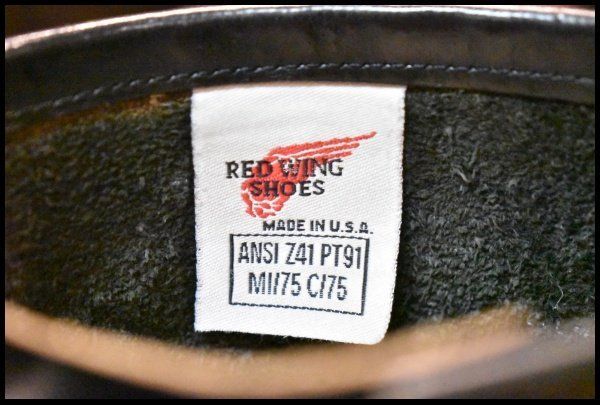 RED WING
SHOES
MADE IN U.S.A.
ANSI Z41 PT91
MI/75 C/75